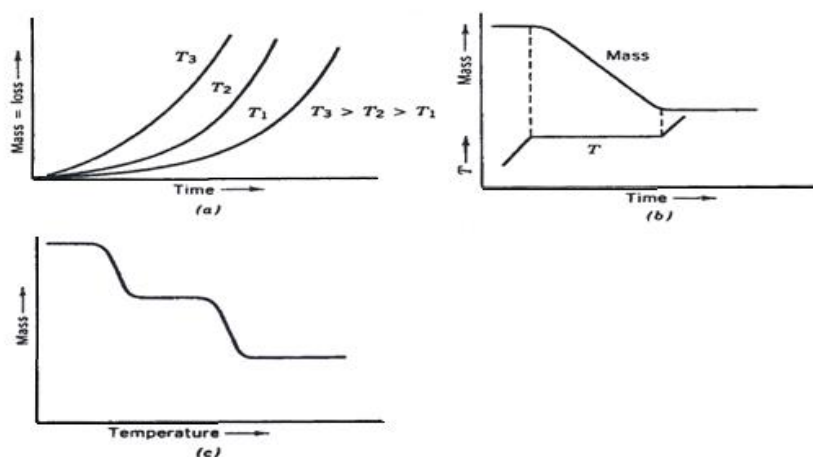 Mass = loss →
T3
T2
T1
T3 > T2 > T1
Time →
(a)
Mass →
Mass
T →
T
Time →
(b)
Mass →
Temperature →
(c)